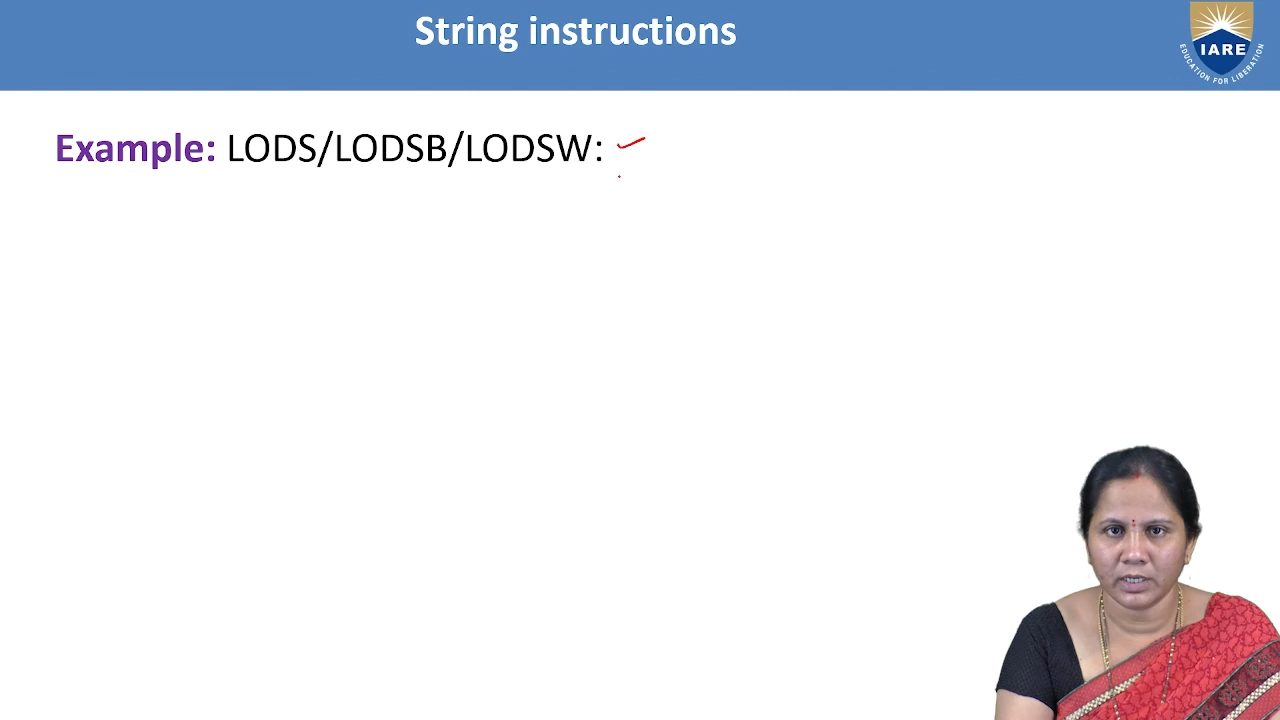 String instructions
IARE
EDUCATION FOR LIBERATION
Example: LODS/LODSB/LODSW: